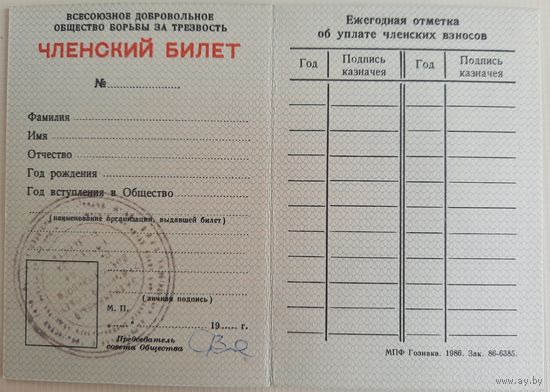 ВСЕСОЮЗНОЕ ДОБРОВОЛЬНОЕ
ОБЩЕСТВО БОРЬБЫ ЗА ТРЕЗВОСТЬ
ЧЛЕНСКИЙ БИЛЕТ
№
Фамилия
Имя
Отчество
Год рождения
Год вступления в Общество
(наименование организации, выдавшей билет)
(личная подпись)
М. П.
19..... г.
Председатель
совета Общества
Ежегодная отметка
об уплате членских взносов
Год Подпись казначея Год Подпись казначея
МПФ Гознака. 1986. Зак. 86-6385.
www.ay.by